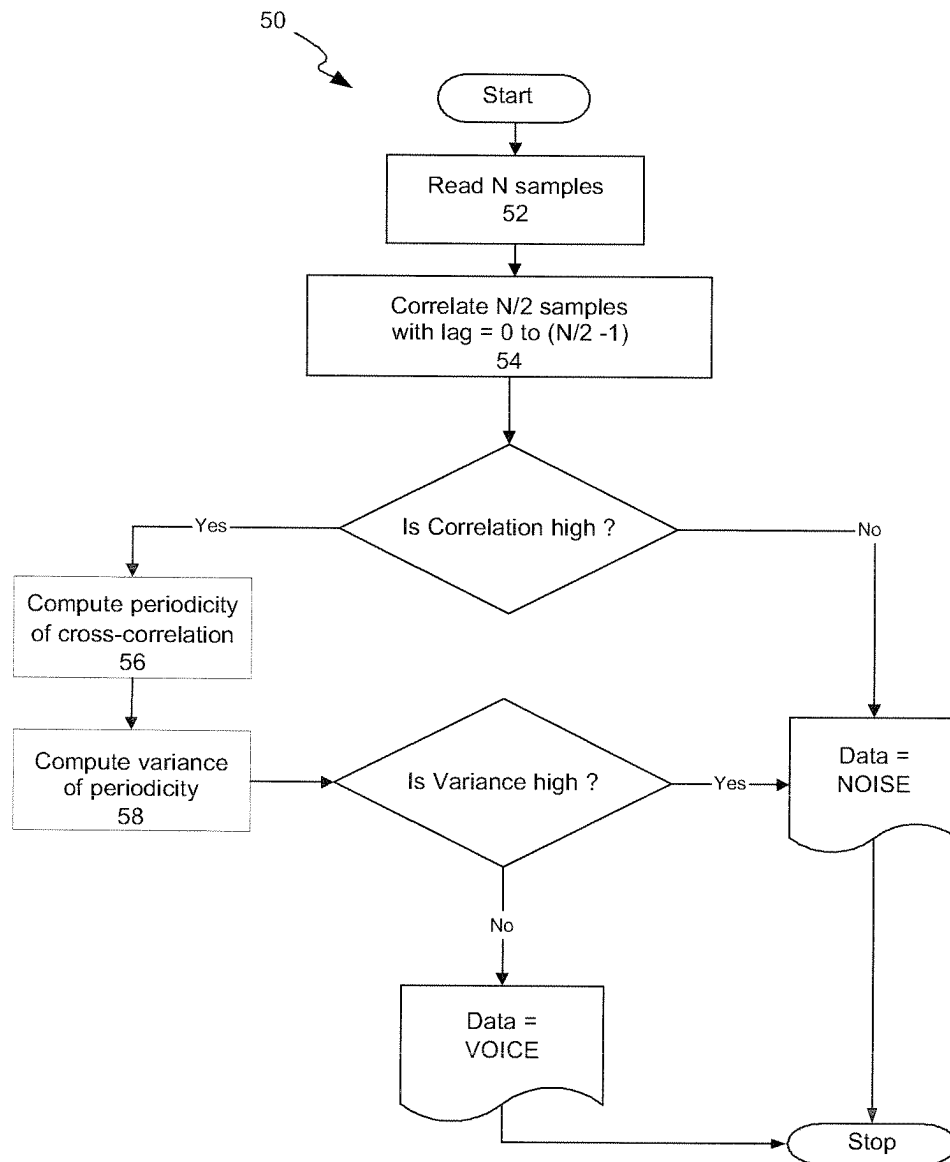 50
Start
Read N samples
52
Correlate N/2 samples
with lag = 0 to (N/2 -1)
54
Is Correlation high ?
Yes
No
Compute periodicity
of cross-correlation
56
Compute variance
of periodicity
58
Is Variance high ?
Yes
Data =
NOISE
No
Data =
VOICE
Stop